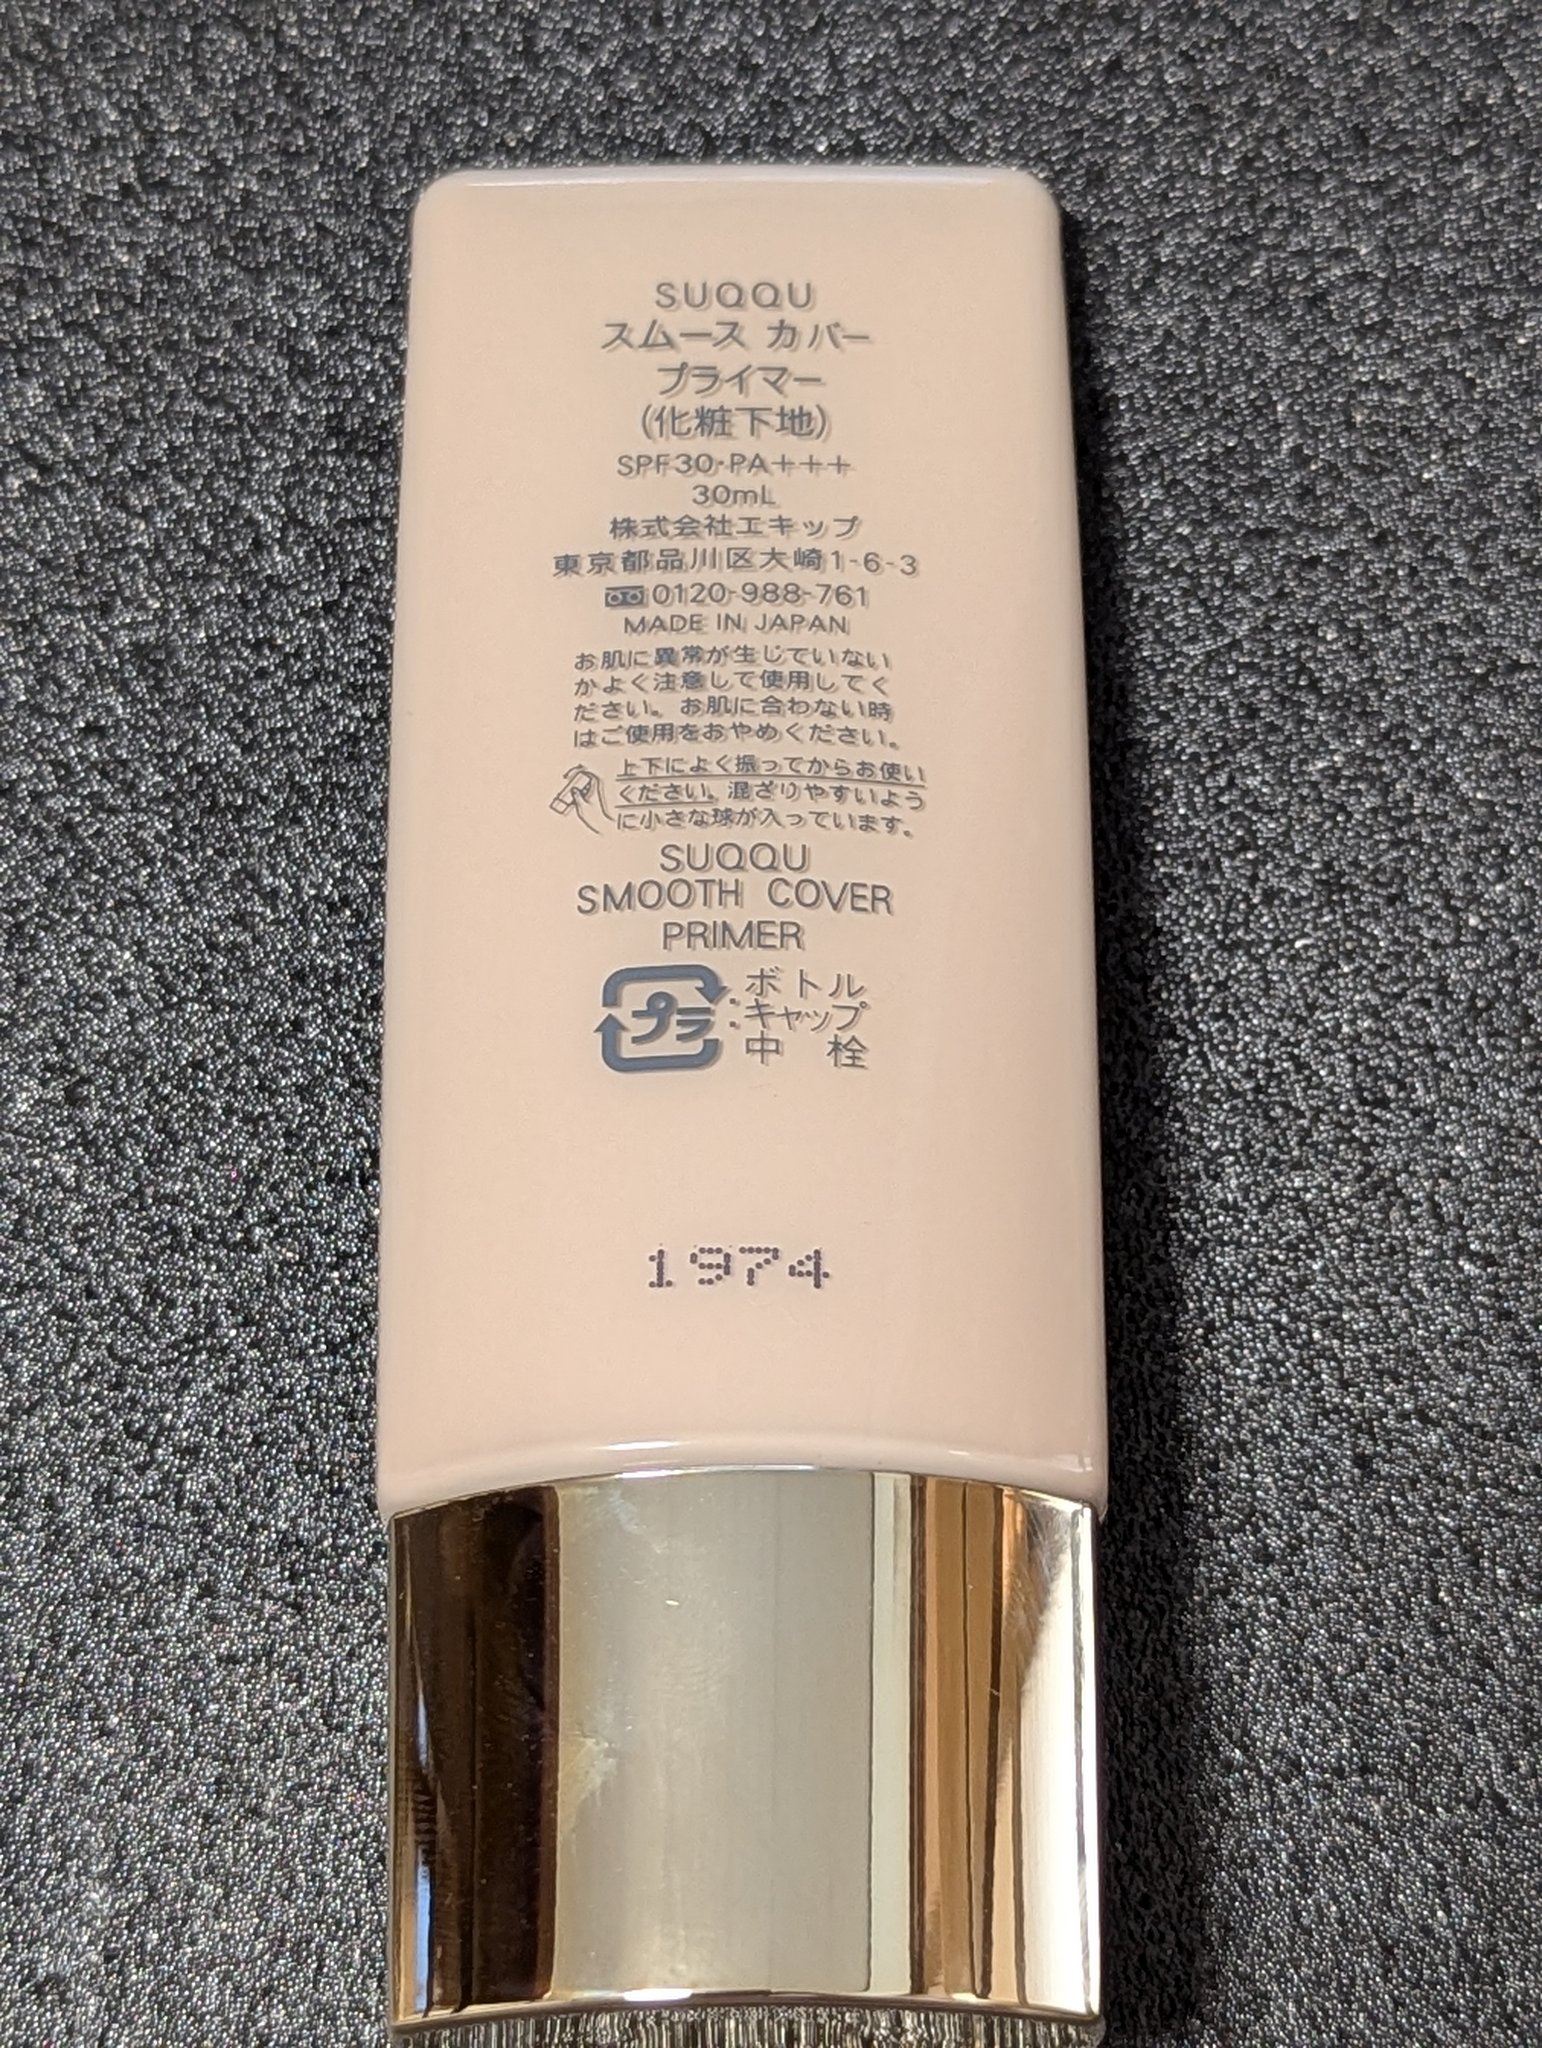 SUQQU
スムース カバー
プライマー
(化粧下地)
SPF30・PA+++
30mL
株式会社エキップ
東京都品川区大崎1-6-3
0120-988-761
MADE IN JAPAN
お肌に異常が生じていない
かよく注意して使用してく
ださい。お肌に合わない時
はご使用をおやめください。
上下によく振ってからお使い
ください。混ざりやすいよう
に小さな球が入っています。
SUQQU
SMOOTH COVER
PRIMER
プラ
・ボトル
・キャップ
・中 栓
1974